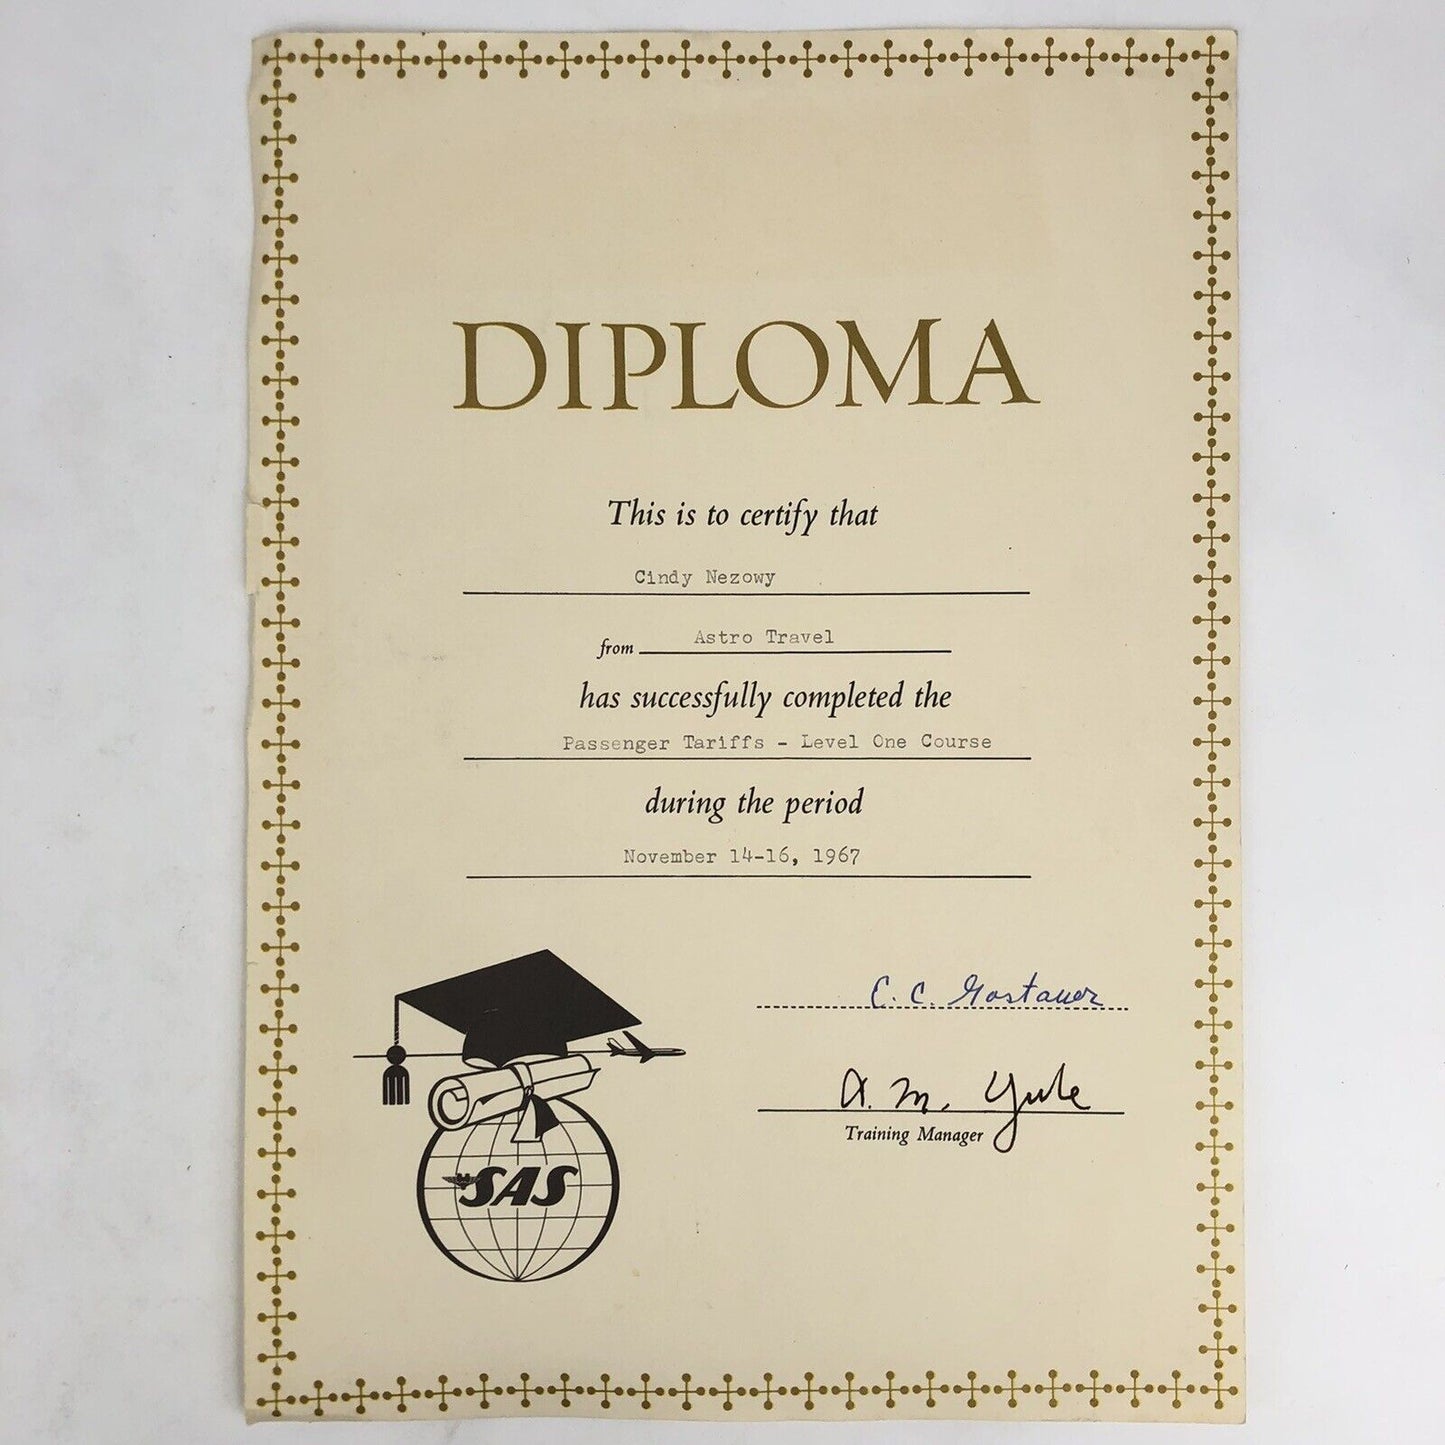 DIPLOMA
This is to certify that
Cindy Nezowy
from Astro Travel
has successfully completed the
Passenger Tariffs - Level One Course
during the period
November 14-16, 1967
C. C. 
A. M. Yule
Training Manager
SAS